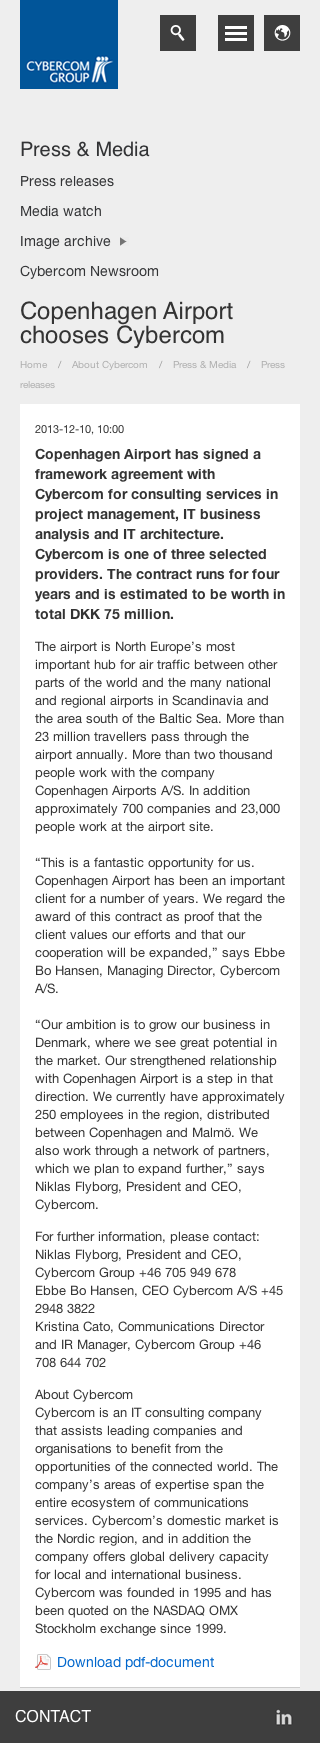 CYBERCOM
GROUP
Press & Media
Press releases
Media watch
Image archive
Cybercom Newsroom
Copenhagen Airport
chooses Cybercom
Home / About Cybercom / Press & Media / Press
releases
2013-12-10, 10:00
Copenhagen Airport has signed a
framework agreement with
Cybercom for consulting services in
project management, IT business
analysis and IT architecture.
Cybercom is one of three selected
providers. The contract runs for four
years and is estimated to be worth in
total DKK 75 million.
The airport is North Europe’s most
important hub for air traffic between other
parts of the world and the many national
and regional airports in Scandinavia and
the area south of the Baltic Sea. More than
23 million travellers pass through the
airport annually. More than two thousand
people work with the company
Copenhagen Airports A/S. In addition
approximately 700 companies and 23,000
people work at the airport site.
“This is a fantastic opportunity for us.
Copenhagen Airport has been an important
client for a number of years. We regard the
award of this contract as proof that the
client values our efforts and that our
cooperation will be expanded,” says Ebbe
Bo Hansen, Managing Director, Cybercom
A/S.
“Our ambition is to grow our business in
Denmark, where we see great potential in
the market. Our strengthened relationship
with Copenhagen Airport is a step in that
direction. We currently have approximately
250 employees in the region, distributed
between Copenhagen and Malmö. We
also work through a network of partners,
which we plan to expand further,” says
Niklas Flyborg, President and CEO,
Cybercom.
For further information, please contact:
Niklas Flyborg, President and CEO,
Cybercom Group +46 705 949 678
Ebbe Bo Hansen, CEO Cybercom A/S +45
2948 3822
Kristina Cato, Communications Director
and IR Manager, Cybercom Group +46
708 644 702
About Cybercom
Cybercom is an IT consulting company
that assists leading companies and
organisations to benefit from the
opportunities of the connected world. The
company’s areas of expertise span the
entire ecosystem of communications
services. Cybercom’s domestic market is
the Nordic region, and in addition the
company offers global delivery capacity
for local and international business.
Cybercom was founded in 1995 and has
been quoted on the NASDAQ OMX
Stockholm exchange since 1999.
Download pdf-document
CONTACT in